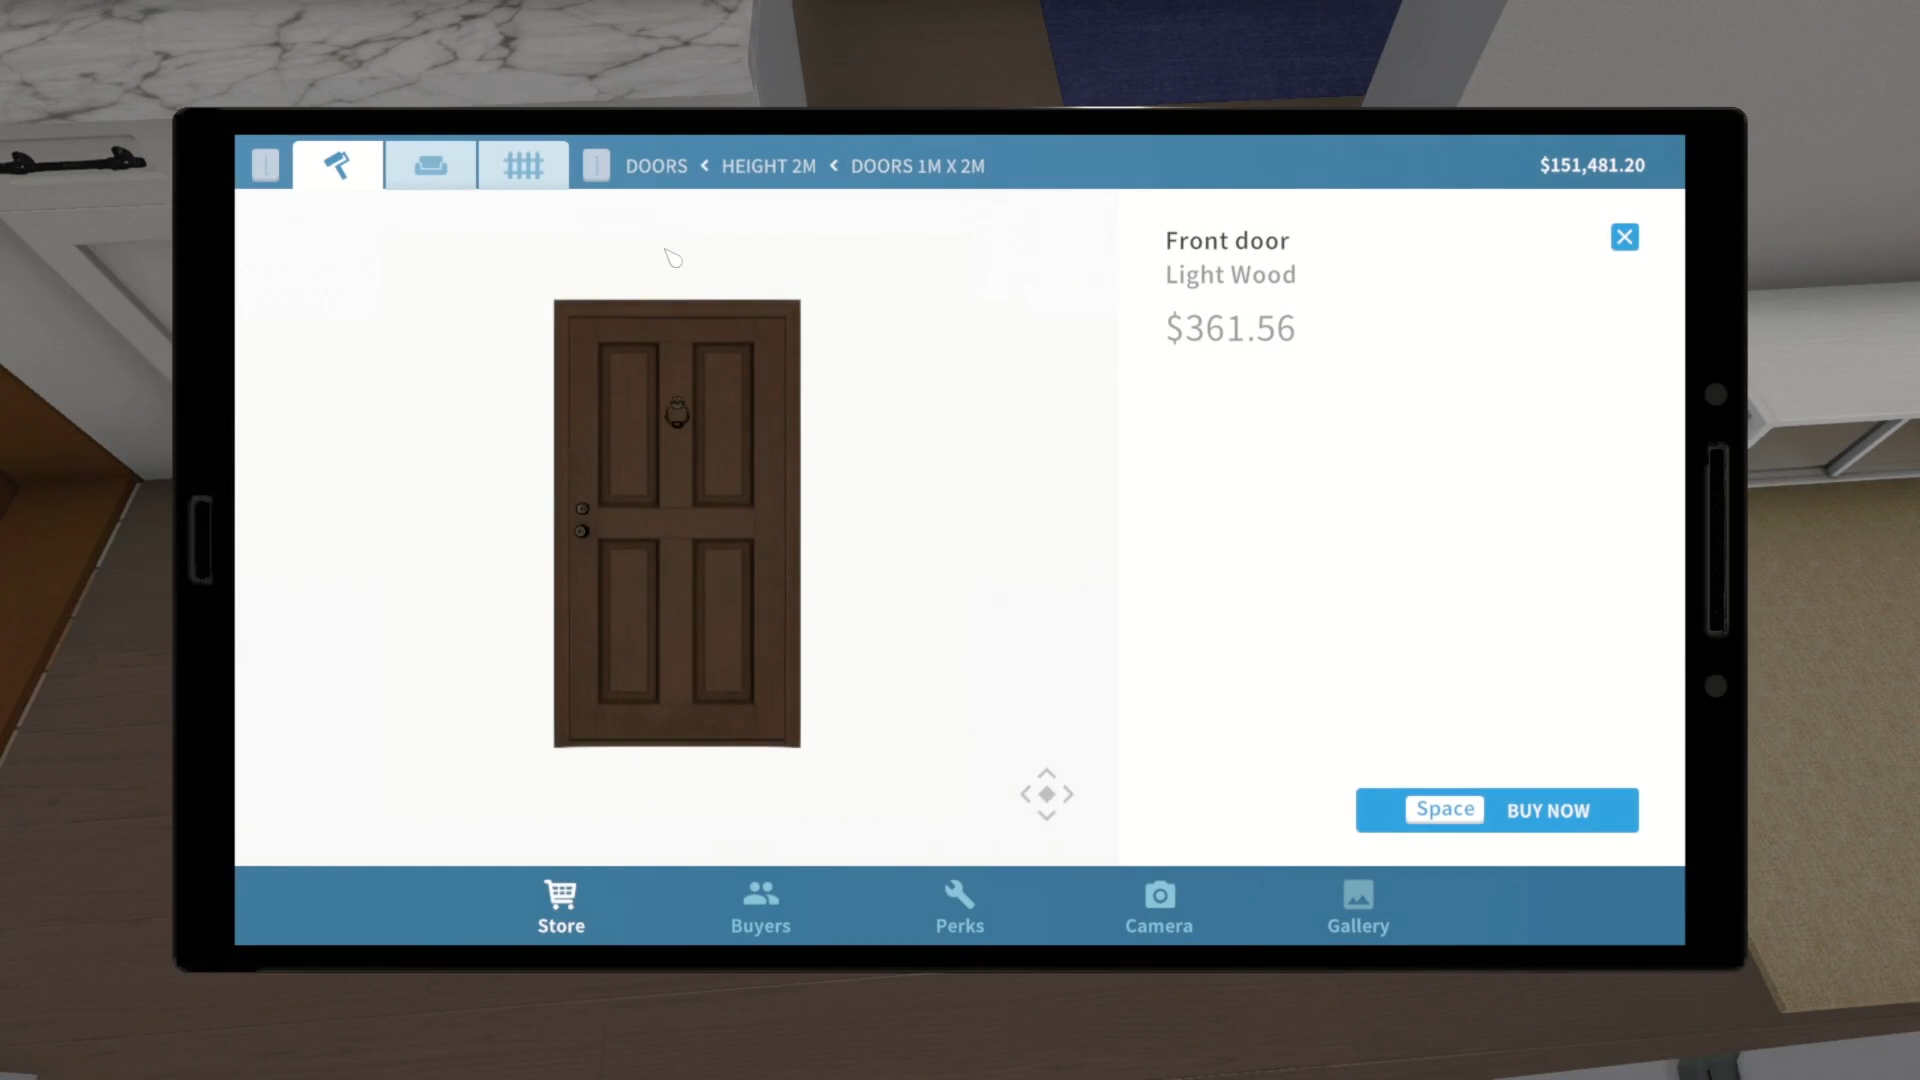 DOORS < HEIGHT 2M < DOORS 1M X 2M
$151,481.20
Front door
Light Wood
$361.56
Space BUY NOW
Store
Buyers
Perks
Camera
Gallery